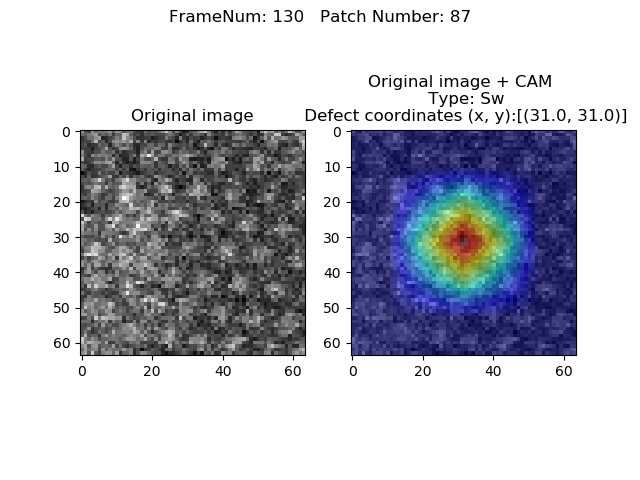 FrameNum: 130   Patch Number: 87
Original image
Original image + CAM
Type: Sw
Defect coordinates (x, y):[(31.0, 31.0)]
0
10
20
30
40
50
60
0 20 40 60
0
10
20
30
40
50
60
0 20 40 60